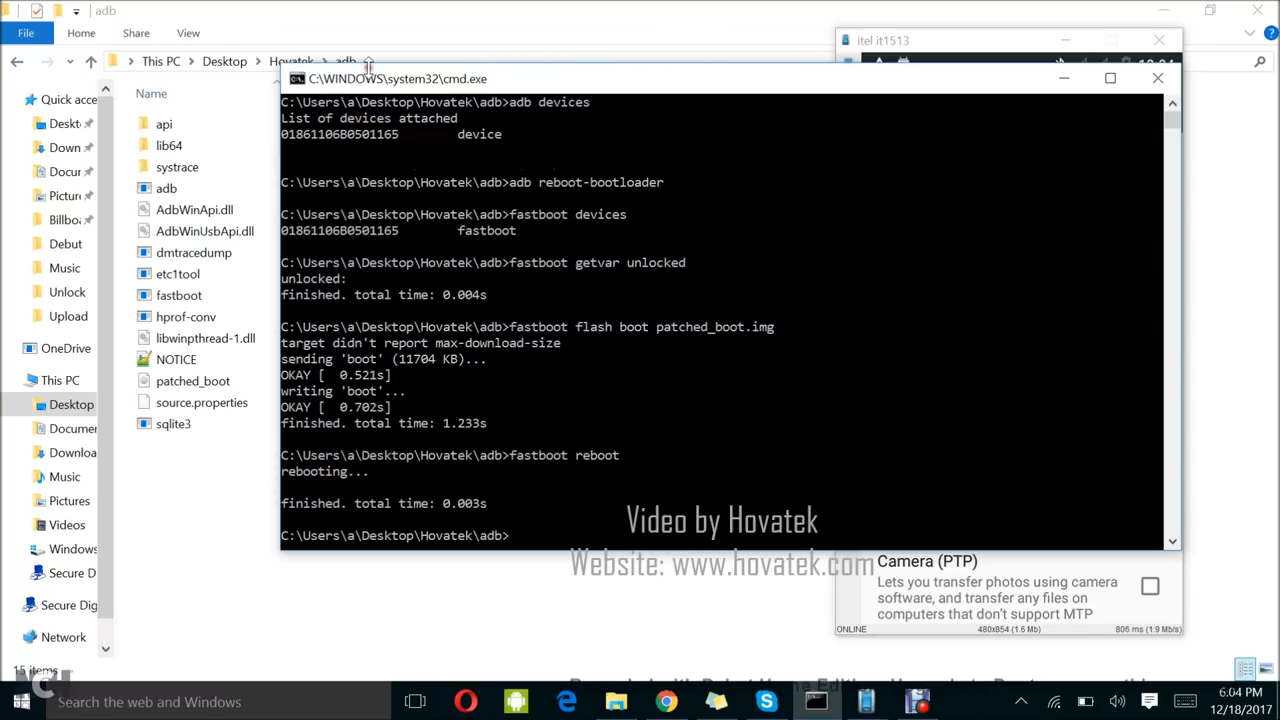 adb
File
Home
Share
View
This PC
Desktop
Hovatek
adb
itel it1513
C:\WINDOWS\system32\cmd.exe
Name
Quick acce
Deskt
Down
Docur
Picture
Billboa
Debut
Music
Unlock
Upload
OneDrive
This PC
Desktop
Documer
Downloa
Music
Pictures
Videos
Windows
Secure D
Secure Dig
Network
api
lib64
systrace
adb
AdbWinApi.dll
AdbWinUsbApi.dll
dmtracedump
etc1tool
fastboot
hprof-conv
libwinpthread-1.dll
NOTICE
patched_boot
source.properties
sqlite3
C:\Users\a\Desktop\Hovatek\adb>adb devices
List of devices attached
01861106B0501165 device
C:\Users\a\Desktop\Hovatek\adb>adb reboot-bootloader
C:\Users\a\Desktop\Hovatek\adb>fastboot devices
01861106B0501165 fastboot
C:\Users\a\Desktop\Hovatek\adb>fastboot getvar unlocked
unlocked:
finished. total time: 0.004s
C:\Users\a\Desktop\Hovatek\adb>fastboot flash boot patched_boot.img
target didn't report max-download-size
sending 'boot' (11704 KB)...
OKAY [ 0.521s]
writing 'boot'...
OKAY [ 0.702s]
finished. total time: 1.233s
C:\Users\a\Desktop\Hovatek\adb>fastboot reboot
rebooting...
finished. total time: 0.003s
C:\Users\a\Desktop\Hovatek\adb>
Video by Hovatek
Website: www.hovatek.com
Camera (PTP)
Lets you transfer photos using camera
software, and transfer any files on
computers that don't support MTP
ONLINE
480x854 (1.6 Mb)
806 ms (1.9 Mb/s)
15 items
Search the web and Windows
6:04 PM
12/18/2017